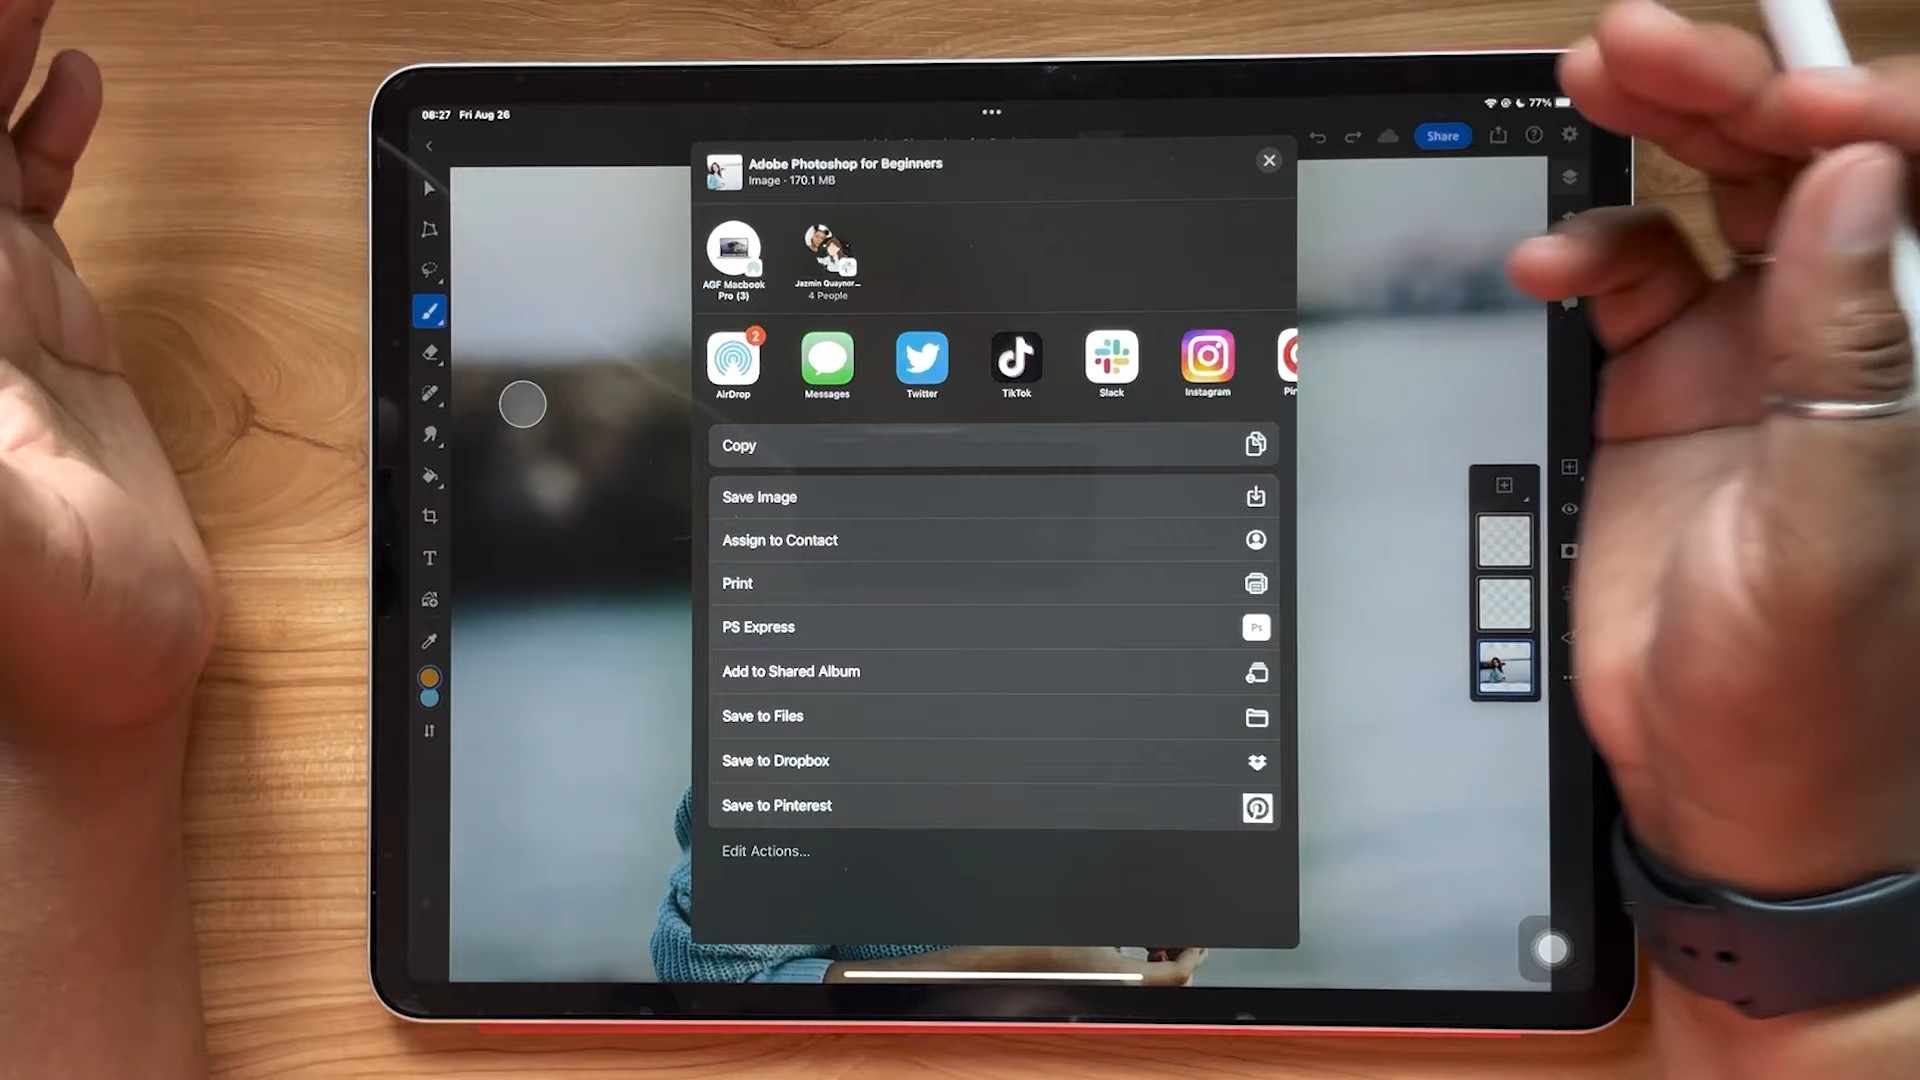 08:27 Fri Aug 26
77%
Share
Adobe Photoshop for Beginners
Image · 170.1 MB
AGF Macbook
Pro (3)
Jazmin Quaynor...
4 People
2
AirDrop
Messages
Twitter
TikTok
Slack
Instagram
Copy
Save Image
Assign to Contact
Print
PS Express
Ps
Add to Shared Album
Save to Files
Save to Dropbox
Save to Pinterest
Edit Actions...
T